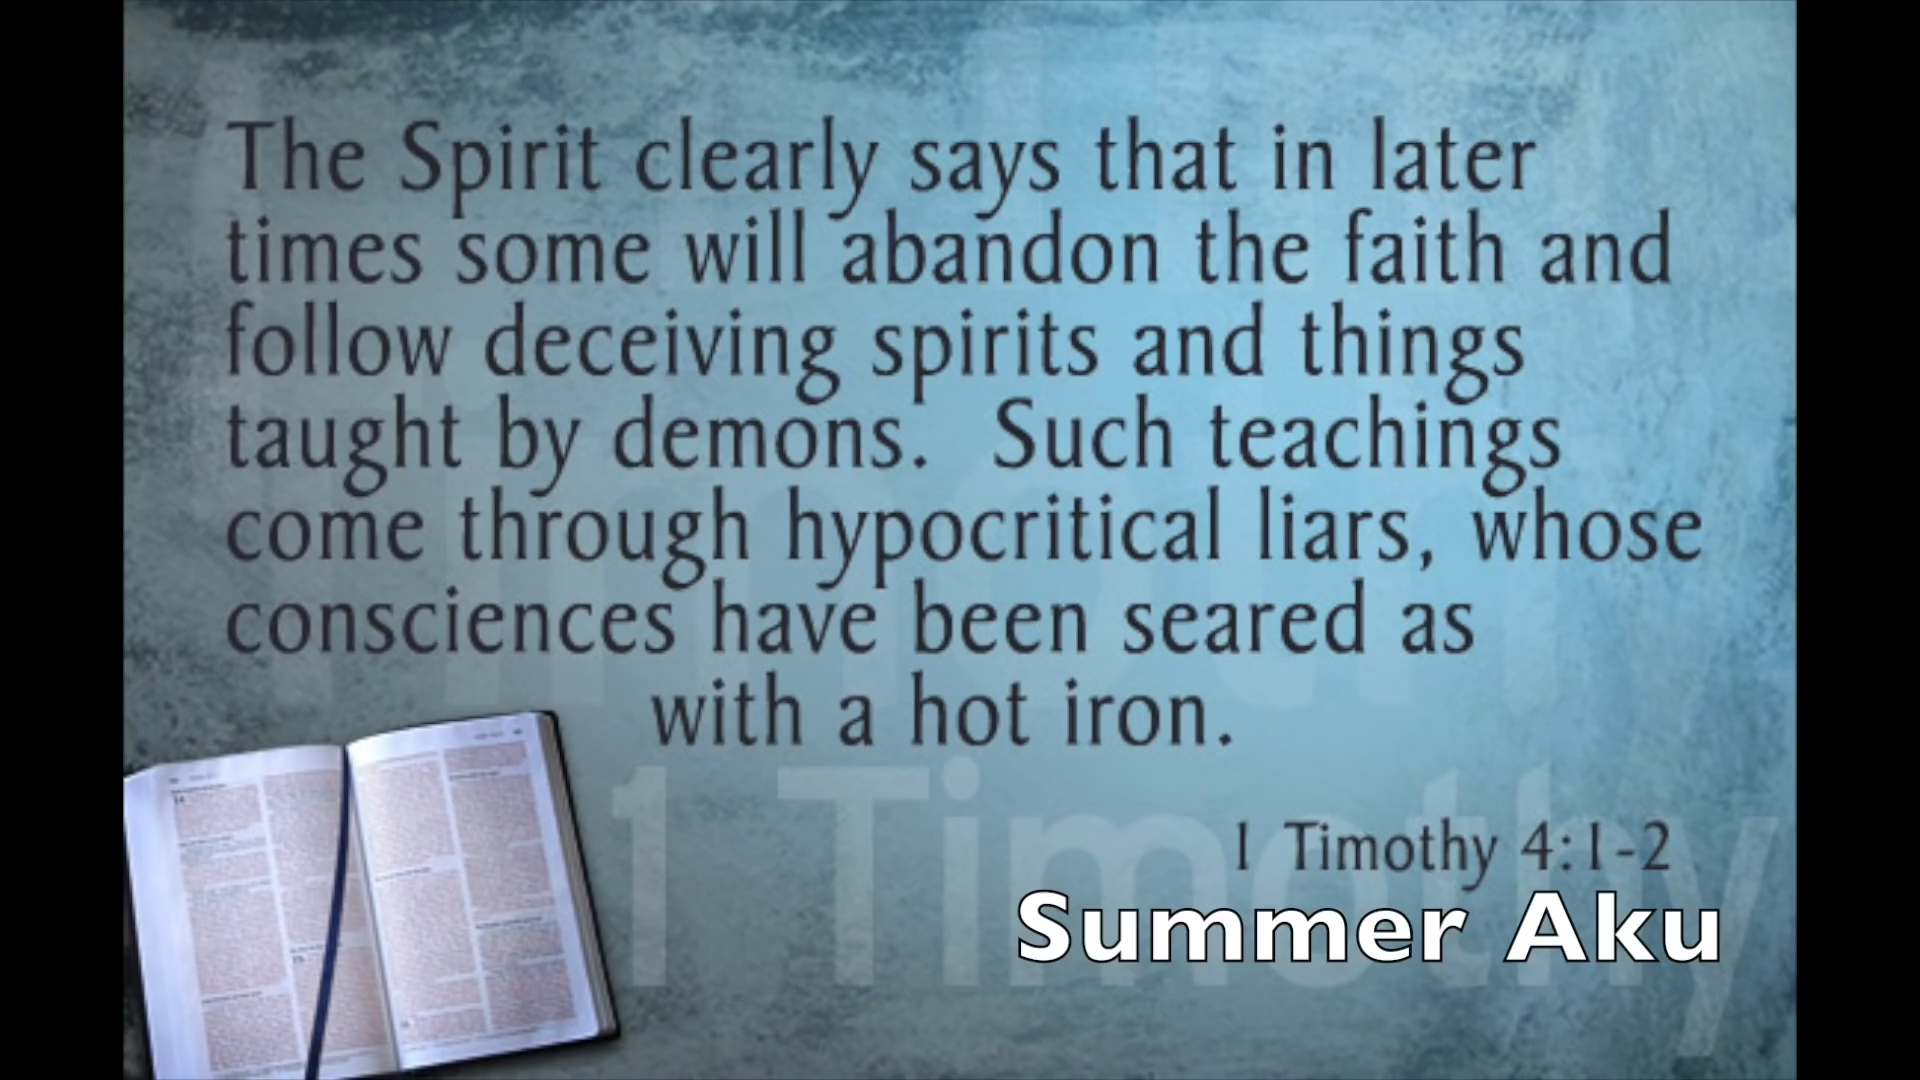 The Spirit clearly says that in later
times some will abandon the faith and
follow deceiving spirits and things
taught by demons.  Such teachings
come through hypocritical liars, whose
consciences have been seared as
with a hot iron.
1 Timothy 4:1-2
Summer Aku
1 Timothy